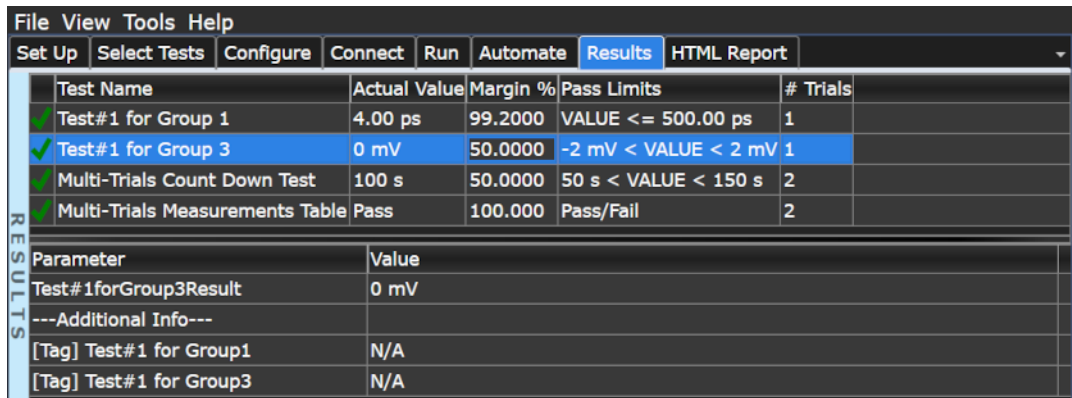 File View Tools Help
Set Up Select Tests Configure Connect Run Automate Results HTML Report
Test Name Actual Value Margin % Pass Limits # Trials
Test#1 for Group 1 4.00 ps 99.2000 VALUE <= 500.00 ps 1
Test#1 for Group 3 0 mV 50.0000 -2 mV < VALUE < 2 mV 1
Multi-Trials Count Down Test 100 s 50.0000 50 s < VALUE < 150 s 2
Multi-Trials Measurements Table Pass 100.000 Pass/Fail 2
RESULTS
Parameter Value
Test#1forGroup3Result 0 mV
---Additional Info---
[Tag] Test#1 for Group1 N/A
[Tag] Test#1 for Group3 N/A